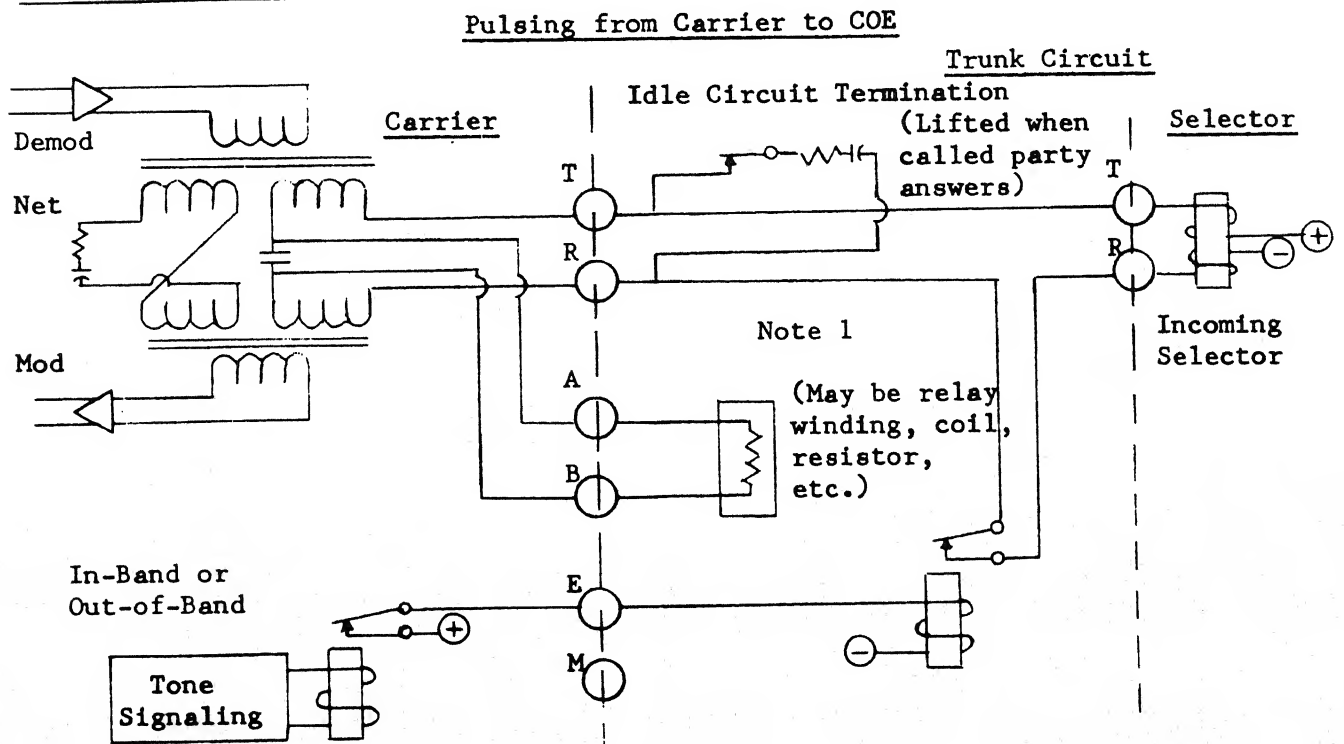 Pulsing from Carrier to COE
Trunk Circuit
Idle Circuit Termination
(Lifted when
called party
answers)
Carrier
Selector
Demod
Net
Mod
T
R
T
R
+
−
Incoming
Selector
Note 1
A
B
(May be relay
winding, coil,
resistor,
etc.)
In-Band or
Out-of-Band
E
+
−
M
Tone
Signaling